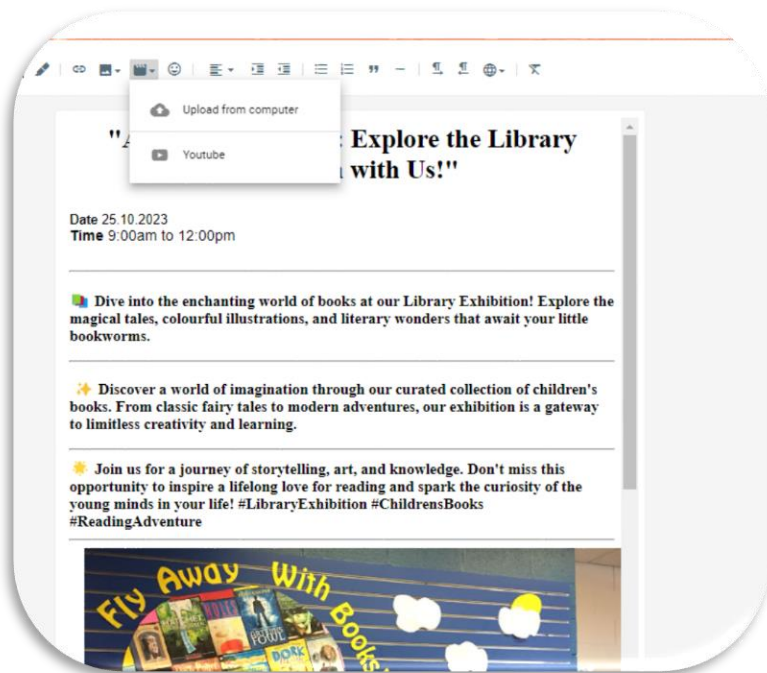 Upload from computer
Youtube
: Explore the Library
with Us!"
Date 25.10.2023
Time 9:00am to 12:00pm
📚 Dive into the enchanting world of books at our Library Exhibition! Explore the
magical tales, colourful illustrations, and literary wonders that await your little
bookworms.
✨ Discover a world of imagination through our curated collection of children's
books. From classic fairy tales to modern adventures, our exhibition is a gateway
to limitless creativity and learning.
🌟 Join us for a journey of storytelling, art, and knowledge. Don't miss this
opportunity to inspire a lifelong love for reading and spark the curiosity of the
young minds in your life! #LibraryExhibition #ChildrensBooks
#ReadingAdventure
Fly Away With Books!
HATCHET
HOLES
FOWL
DORK